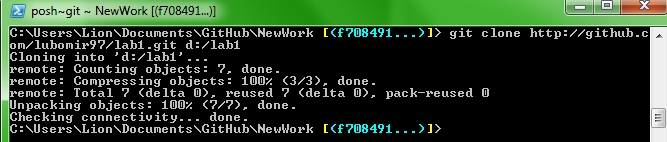 posh~git ~ NewWork [(f708491...)]
C:\Users\Lion\Documents\GitHub\NewWork [(f708491...)]> git clone http://github.c
om/lubomir97/lab1.git d:/lab1
Cloning into 'd:/lab1'...
remote: Counting objects: 7, done.
remote: Compressing objects: 100% (3/3), done.
remote: Total 7 (delta 0), reused 7 (delta 0), pack-reused 0
Unpacking objects: 100% (7/7), done.
Checking connectivity... done.
C:\Users\Lion\Documents\GitHub\NewWork [(f708491...)]>